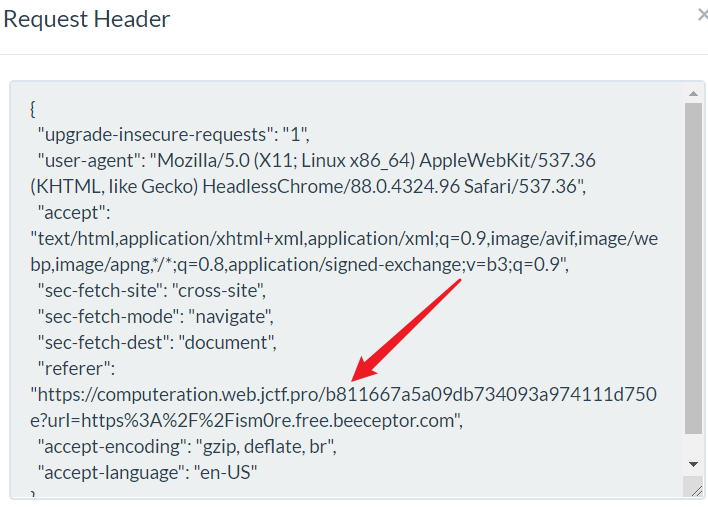 Request Header
{
"upgrade-insecure-requests": "1",
"user-agent": "Mozilla/5.0 (X11; Linux x86_64) AppleWebKit/537.36
(KHTML, like Gecko) HeadlessChrome/88.0.4324.96 Safari/537.36",
"accept":
"text/html,application/xhtml+xml,application/xml;q=0.9,image/avif,image/we
bp,image/apng,*/*;q=0.8,application/signed-exchange;v=b3;q=0.9",
"sec-fetch-site": "cross-site",
"sec-fetch-mode": "navigate",
"sec-fetch-dest": "document",
"referer":
"https://computeration.web.jctf.pro/b811667a5a09db734093a974111d750
e?url=https%3A%2F%2Fism0re.free.beeceptor.com",
"accept-encoding": "gzip, deflate, br",
"accept-language": "en-US"
}